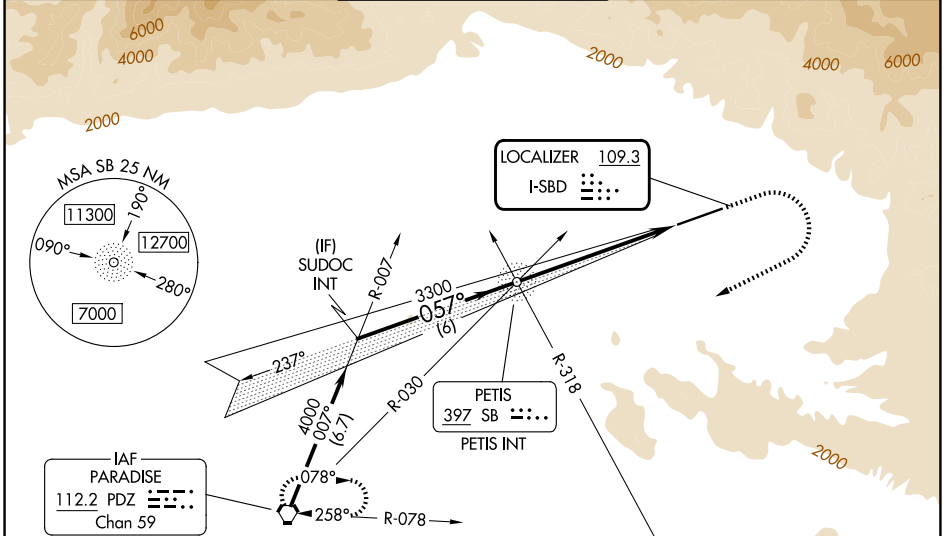 6000
4000
2000
2000
4000
6000
MSA SB 25 NM
11300
190°
090°
12700
280°
7000
LOCALIZER 109.3
I-SBD
(IF)
SUDOC
INT
R-007
3300
057°
(6)
237°
R-030
R-318
4000
007°
(6.7)
PETIS
397 SB
PETIS INT
2000
IAF
PARADISE
112.2 PDZ
Chan 59
078°
258°
R-078